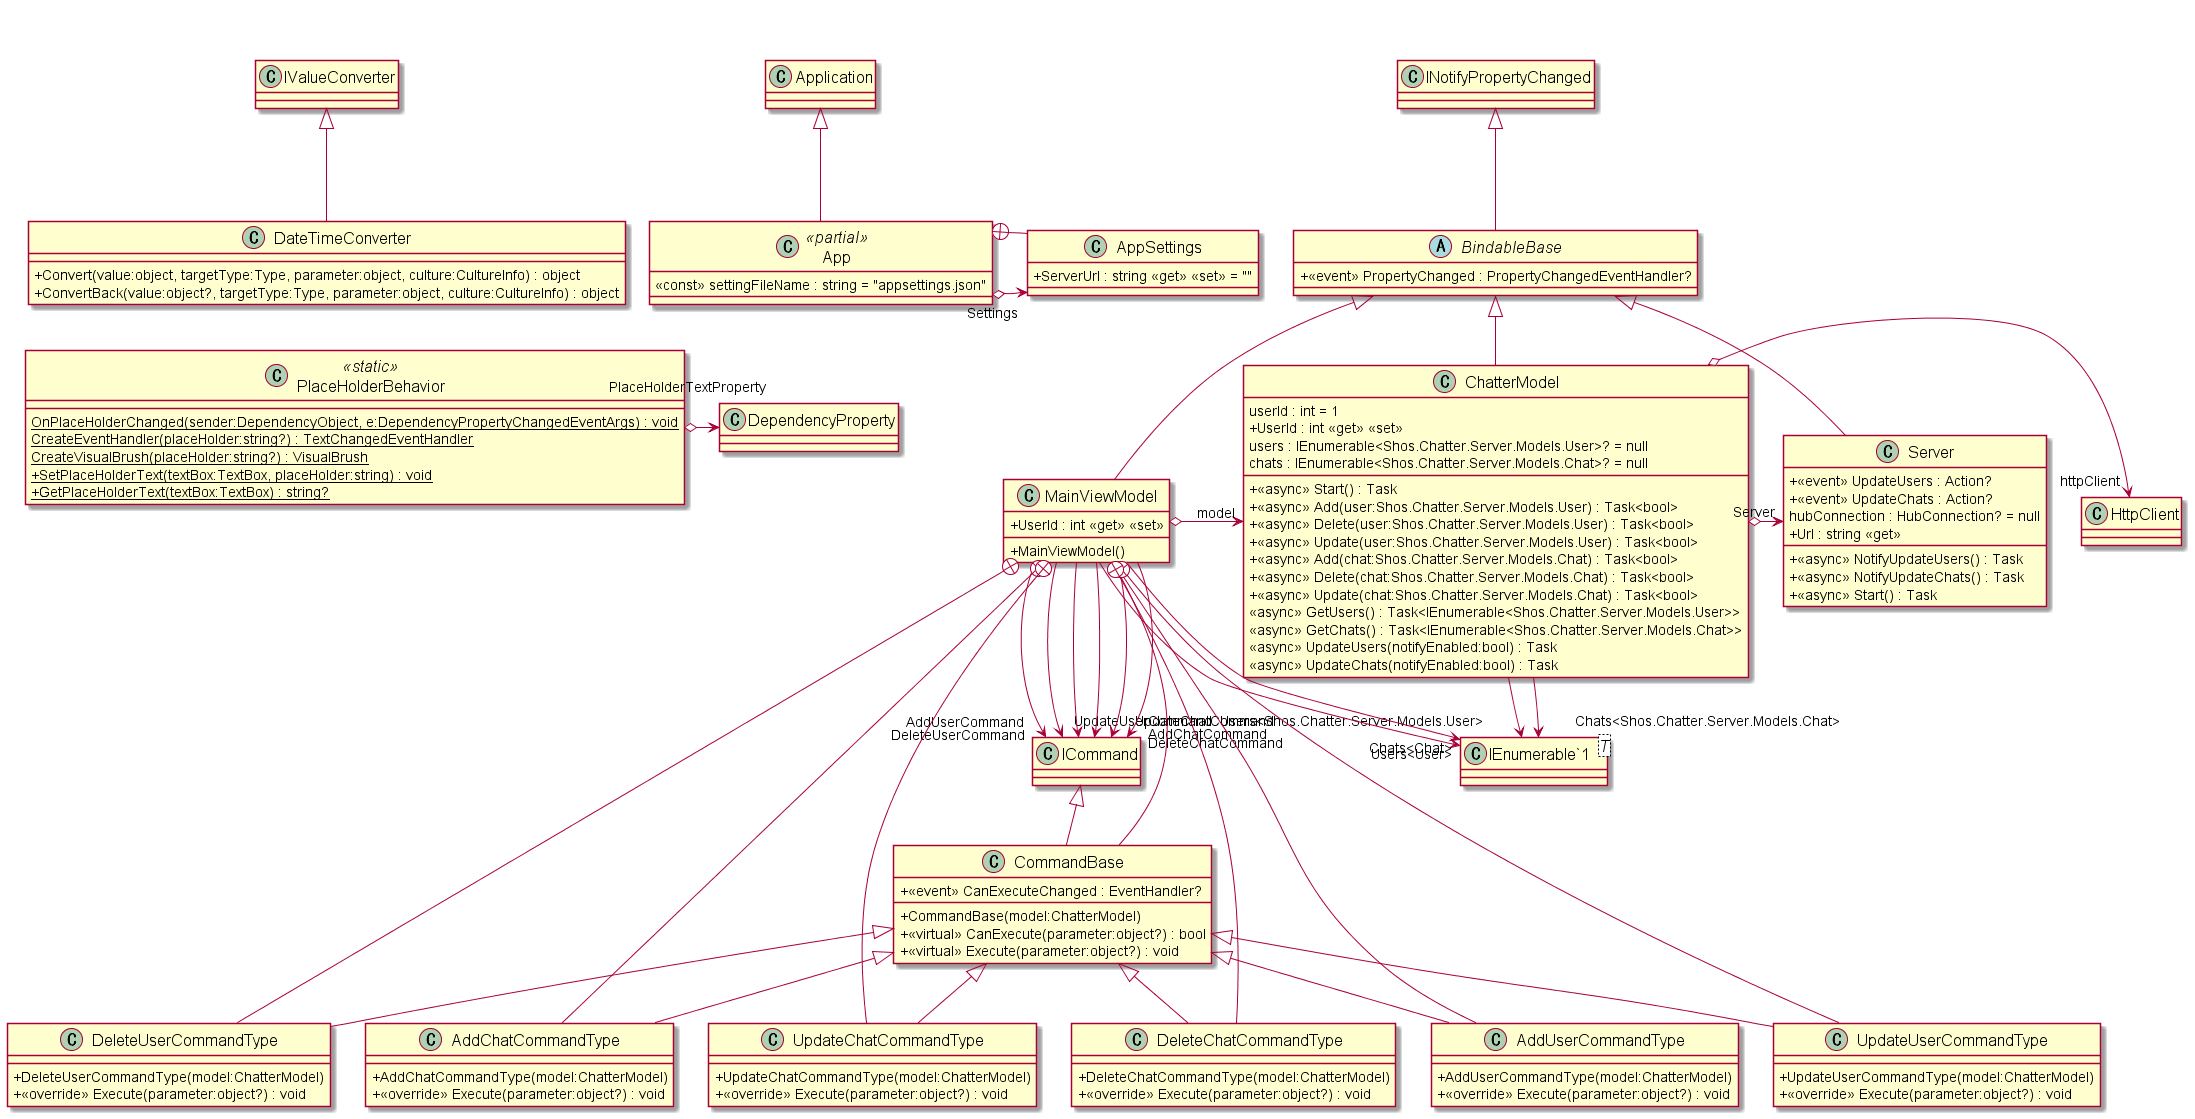 IValueConverter
Application
INotifyPropertyChanged
DateTimeConverter
+Convert(value:object, targetType:Type, parameter:object, culture:CultureInfo) : object
+ConvertBack(value:object?, targetType:Type, parameter:object, culture:CultureInfo) : object
«partial»
App
«const» settingFileName : string = "appsettings.json"
AppSettings
+ServerUrl : string «get» «set» = ""
Settings
BindableBase
+«event» PropertyChanged : PropertyChangedEventHandler?
«static»
PlaceHolderBehavior
OnPlaceHolderChanged(sender:DependencyObject, e:DependencyPropertyChangedEventArgs) : void
CreateEventHandler(placeHolder:string?) : TextChangedEventHandler
CreateVisualBrush(placeHolder:string?) : VisualBrush
+SetPlaceHolderText(textBox:TextBox, placeHolder:string) : void
+GetPlaceHolderText(textBox:TextBox) : string?
PlaceHolderTextProperty
DependencyProperty
MainViewModel
+UserId : int «get» «set»
+MainViewModel()
model
ChatterModel
userId : int = 1
+UserId : int «get» «set»
users : IEnumerable<Shos.Chatter.Server.Models.User>? = null
chats : IEnumerable<Shos.Chatter.Server.Models.Chat>? = null
+«async» Start() : Task
+«async» Add(user:Shos.Chatter.Server.Models.User) : Task<bool>
+«async» Delete(user:Shos.Chatter.Server.Models.User) : Task<bool>
+«async» Update(user:Shos.Chatter.Server.Models.User) : Task<bool>
+«async» Add(chat:Shos.Chatter.Server.Models.Chat) : Task<bool>
+«async» Delete(chat:Shos.Chatter.Server.Models.Chat) : Task<bool>
+«async» Update(chat:Shos.Chatter.Server.Models.Chat) : Task<bool>
«async» GetUsers() : Task<IEnumerable<Shos.Chatter.Server.Models.User>>
«async» GetChats() : Task<IEnumerable<Shos.Chatter.Server.Models.Chat>>
«async» UpdateUsers(notifyEnabled:bool) : Task
«async» UpdateChats(notifyEnabled:bool) : Task
Server
Server
+«event» UpdateUsers : Action?
+«event» UpdateChats : Action?
hubConnection : HubConnection? = null
+Url : string «get»
+«async» NotifyUpdateUsers() : Task
+«async» NotifyUpdateChats() : Task
+«async» Start() : Task
httpClient
HttpClient
AddUserCommand
DeleteUserCommand
UpdateUserCommand
AddChatCommand
DeleteChatCommand
UpdateChatCommand
Users<Shos.Chatter.Server.Models.User>
Chats<Shos.Chatter.Server.Models.Chat>
Chats<Chat>
Users<User>
ICommand
IEnumerable`1
T
CommandBase
+«event» CanExecuteChanged : EventHandler?
+CommandBase(model:ChatterModel)
+«virtual» CanExecute(parameter:object?) : bool
+«virtual» Execute(parameter:object?) : void
DeleteUserCommandType
+DeleteUserCommandType(model:ChatterModel)
+«override» Execute(parameter:object?) : void
AddChatCommandType
+AddChatCommandType(model:ChatterModel)
+«override» Execute(parameter:object?) : void
UpdateChatCommandType
+UpdateChatCommandType(model:ChatterModel)
+«override» Execute(parameter:object?) : void
DeleteChatCommandType
+DeleteChatCommandType(model:ChatterModel)
+«override» Execute(parameter:object?) : void
AddUserCommandType
+AddUserCommandType(model:ChatterModel)
+«override» Execute(parameter:object?) : void
UpdateUserCommandType
+UpdateUserCommandType(model:ChatterModel)
+«override» Execute(parameter:object?) : void